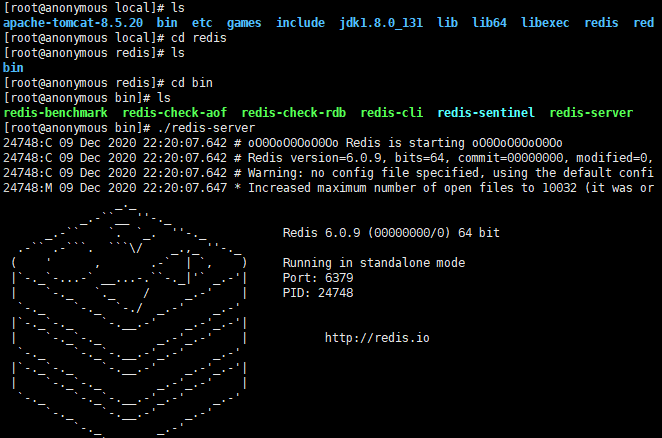 [root@anonymous local]# ls
apache-tomcat-8.5.20 bin etc games include jdk1.8.0_131 lib lib64 libexec redis red
[root@anonymous local]# cd redis
[root@anonymous redis]# ls
bin
[root@anonymous redis]# cd bin
[root@anonymous bin]# ls
redis-benchmark redis-check-aof redis-check-rdb redis-cli redis-sentinel redis-server
[root@anonymous bin]# ./redis-server
24748:C 09 Dec 2020 22:20:07.642 # oO0OoO0OoO0Oo Redis is starting oO0OoO0OoO0Oo
24748:C 09 Dec 2020 22:20:07.642 # Redis version=6.0.9, bits=64, commit=00000000, modified=0,
24748:C 09 Dec 2020 22:20:07.642 # Warning: no config file specified, using the default confi
24748:M 09 Dec 2020 22:20:07.647 * Increased maximum number of open files to 10032 (it was or
Redis 6.0.9 (00000000/0) 64 bit
Running in standalone mode
Port: 6379
PID: 24748
http://redis.io